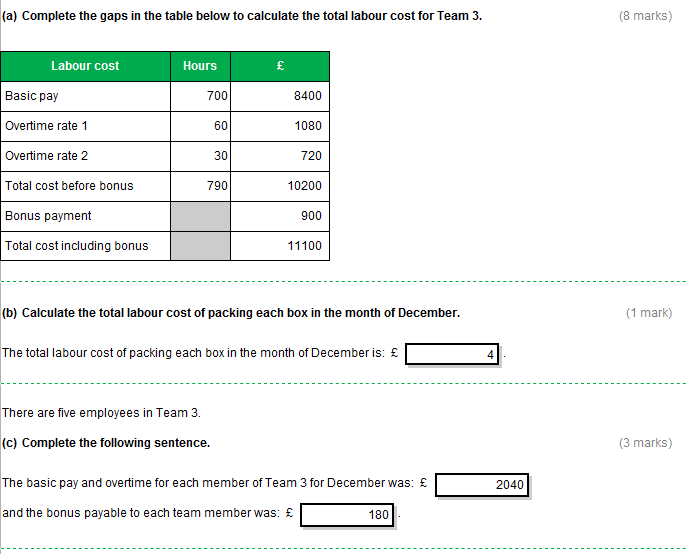 (a) Complete the gaps in the table below to calculate the total labour cost for Team 3. (8 marks)
Labour cost Hours £
Basic pay 700 8400
Overtime rate 1 60 1080
Overtime rate 2 30 720
Total cost before bonus 790 10200
Bonus payment 900
Total cost including bonus 11100
(b) Calculate the total labour cost of packing each box in the month of December. (1 mark)
The total labour cost of packing each box in the month of December is: £ 4 .
There are five employees in Team 3.
(c) Complete the following sentence. (3 marks)
The basic pay and overtime for each member of Team 3 for December was: £ 2040
and the bonus payable to each team member was: £ 180 .